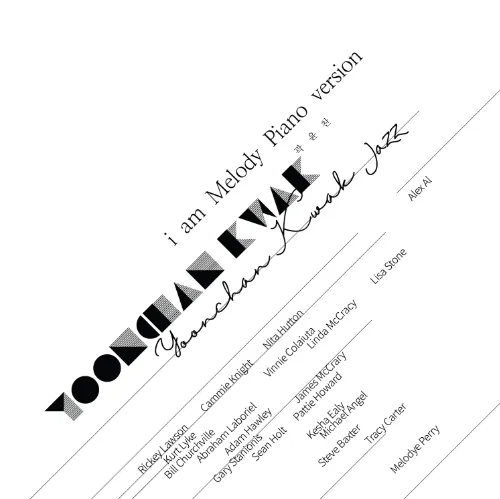 i am Melody Piano version
곽 윤 찬
YOONCHAN KWAK
Yoonchan Kwak Jazz
Alex Al
Lisa Stone
Nita Hutton
Linda McCracy
Vinnie Colaiuta
Cammie Knight
James McCrary
Pattie Howard
Rickey Lawson
Kurt Lyke
Bill Churchville
Abraham Laboriel
Adam Hawley
Gary Stantonis
Sean Holt
Kesha Ealy
Michael Angel
Steve Baxter
Tracy Carter
Melodye Perry